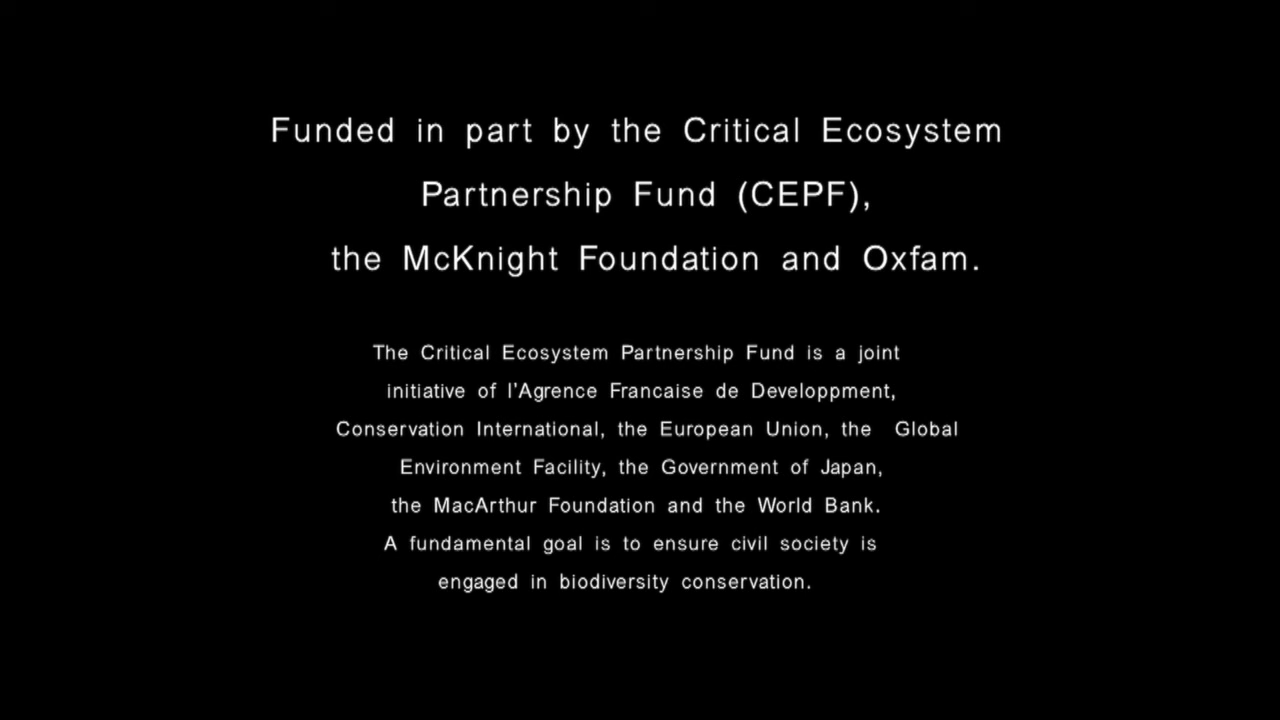 Funded in part by the Critical Ecosystem
Partnership Fund (CEPF),
the McKnight Foundation and Oxfam.
The Critical Ecosystem Partnership Fund is a joint
initiative of l'Agrence Francaise de Developpment,
Conservation International, the European Union, the Global
Environment Facility, the Government of Japan,
the MacArthur Foundation and the World Bank.
A fundamental goal is to ensure civil society is
engaged in biodiversity conservation.